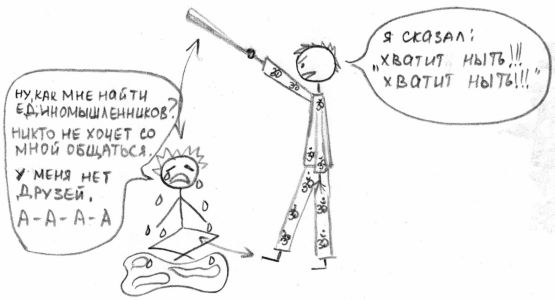 НУ, КАК МНЕ НАЙТИ
ЕДИНОМЫШЛЕННИКОВ?
НИКТО НЕ ХОЧЕТ СО
МНОЙ ОБЩАТЬСЯ.
У МЕНЯ НЕТ
ДРУЗЕЙ.
А-А-А-А
Я СКАЗАЛ:
„ХВАТИТ НЫТЬ!!!
ХВАТИТ НЫТЬ!!!"